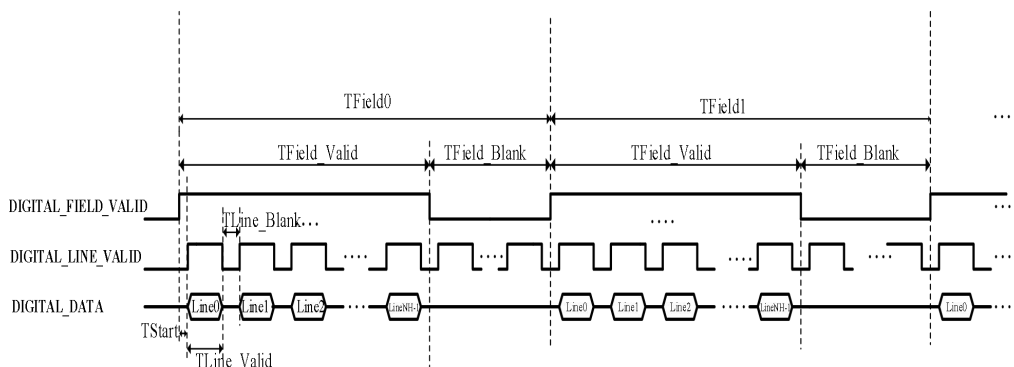 TField0 TField1 ....
TField_Valid TField_Blank TField_Valid TField_Blank
DIGITAL_FIELD_VALID
TLine_Blank....
DIGITAL_LINE_VALID
DIGITAL_DATA Line0 Line1 Line2 LineNH-1 Line0 Line1 Line2 LineNH-1 Line0
TStart
TLine_Valid